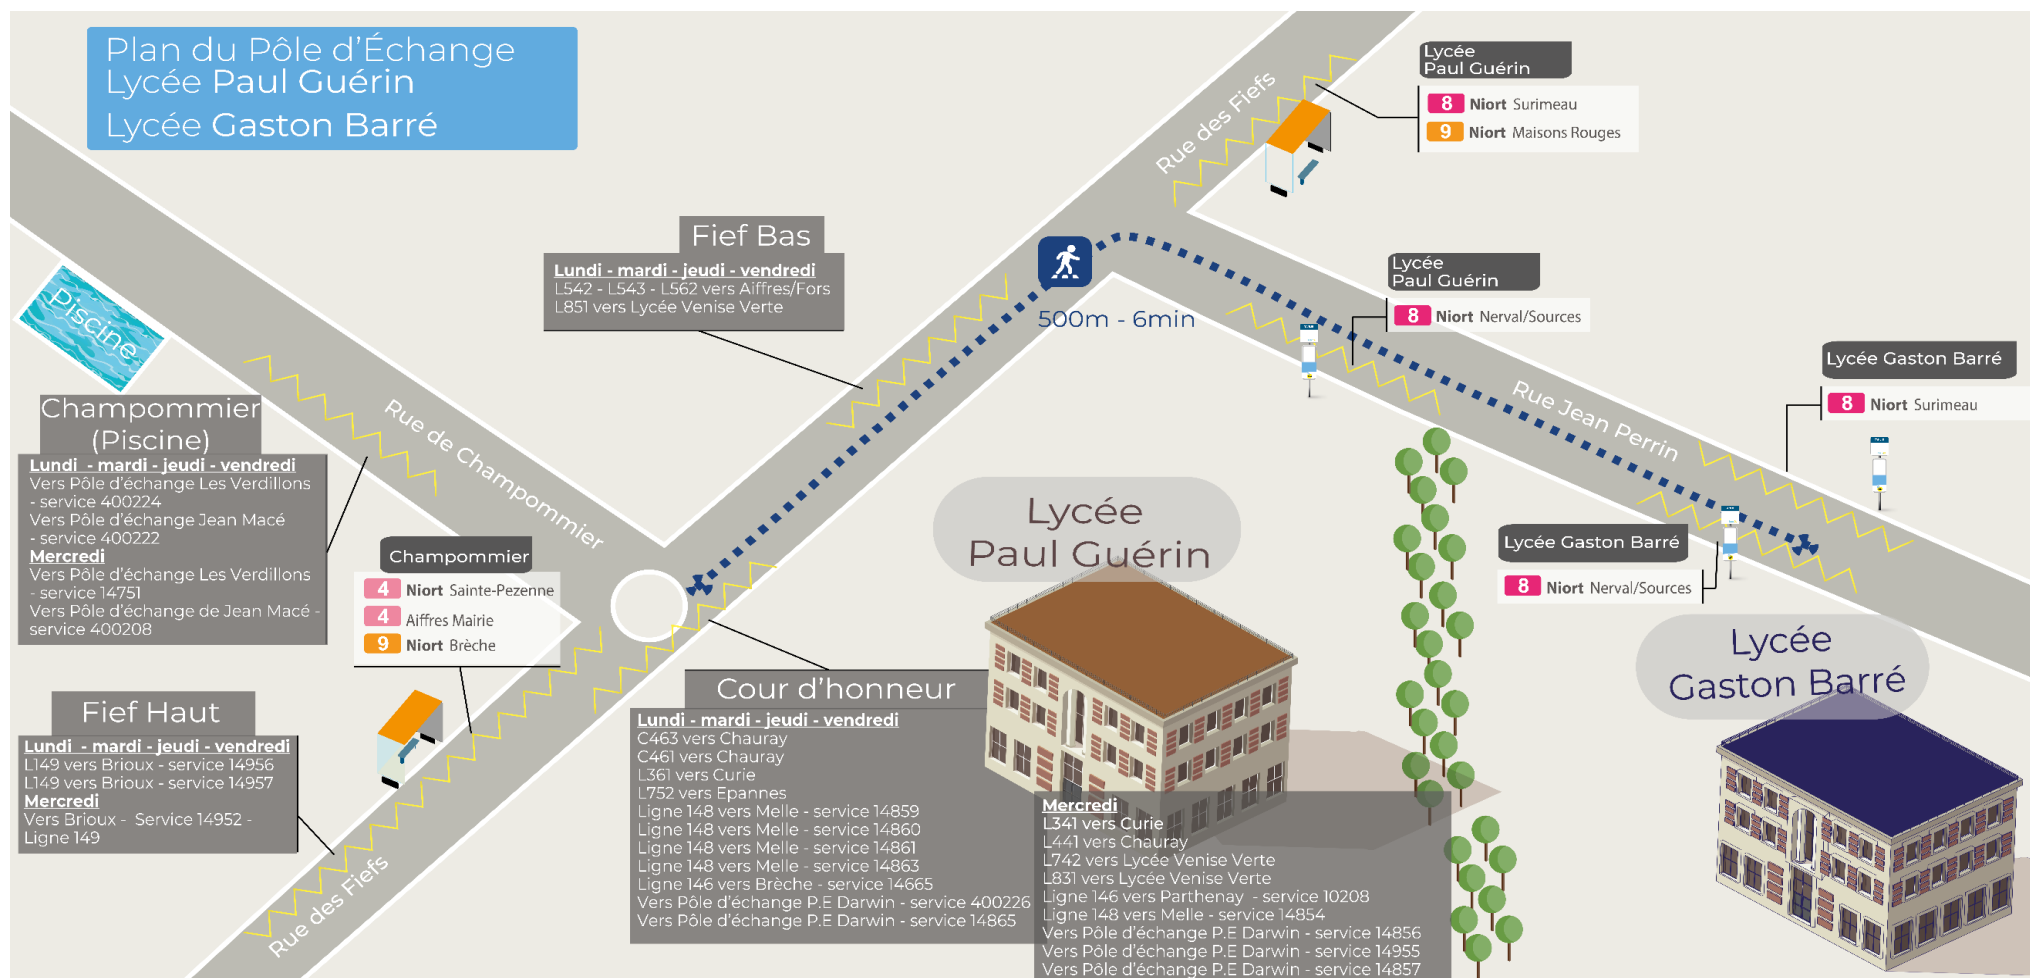 Plan du Pôle d'Échange
Lycée Paul Guérin
Lycée Gaston Barré
Lycée
Paul Guérin
8 Niort Surimeau
9 Niort Maisons Rouges
Rue des Fiefs
Fief Bas
Lundi - mardi - jeudi - vendredi
L542 - L543 - L562 vers Aiffres/Fors
L851 vers Lycée Venise Verte
500m - 6min
Lycée
Paul Guérin
8 Niort Nerval/Sources
Rue Jean Perrin
Lycée Gaston Barré
8 Niort Surimeau
Lycée Gaston Barré
8 Niort Nerval/Sources
Piscine
Rue de Champommier
Champommier
(Piscine)
Lundi - mardi - jeudi - vendredi
Vers Pôle d'échange Les Verdillons
- service 400224
Vers Pôle d'échange Jean Macé
- service 400222
Mercredi
Vers Pôle d'échange Les Verdillons
- service 14751
Vers Pôle d'échange de Jean Macé -
service 400208
Champommier
4 Niort Sainte-Pezenne
4 Aiffres Mairie
9 Niort Brèche
Lycée
Paul Guérin
Lycée
Gaston Barré
Fief Haut
Lundi - mardi - jeudi - vendredi
L149 vers Brioux - service 14956
L149 vers Brioux - service 14957
Mercredi
Vers Brioux - Service 14952 -
Ligne 149
Rue des Fiefs
Cour d'honneur
Lundi - mardi - jeudi - vendredi
C463 vers Chauray
C461 vers Chauray
L361 vers Curie
L752 vers Epannes
Ligne 148 vers Melle - service 14859
Ligne 148 vers Melle - service 14860
Ligne 148 vers Melle - service 14861
Ligne 148 vers Melle - service 14863
Ligne 146 vers Brèche - service 14665
Vers Pôle d'échange P.E Darwin - service 400226
Vers Pôle d'échange P.E Darwin - service 14865
Mercredi
L341 vers Curie
L441 vers Chauray
L742 vers Lycée Venise Verte
L831 vers Lycée Venise Verte
Ligne 146 vers Parthenay - service 10208
Ligne 148 vers Melle - service 14854
Vers Pôle d'échange P.E Darwin - service 14856
Vers Pôle d'échange P.E Darwin - service 14955
Vers Pôle d'échange P.E Darwin - service 14857